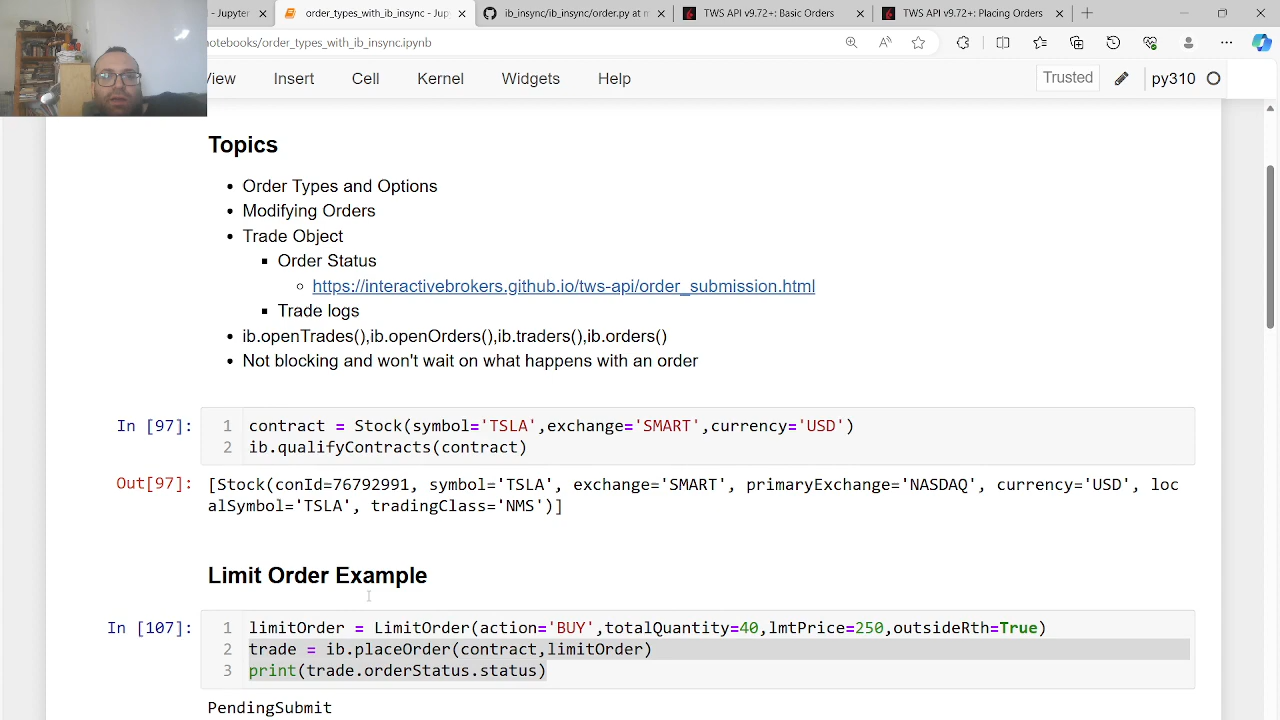 - Jupyter
order_types_with_ib_insync - Jup
ib_insync/ib_insync/order.py at m
TWS API v9.72+: Basic Orders
TWS API v9.72+: Placing Orders
notebooks/order_types_with_ib_insync.ipynb
View Insert Cell Kernel Widgets Help Trusted py310
Topics
• Order Types and Options
• Modifying Orders
• Trade Object
▪ Order Status
◦ https://interactivebrokers.github.io/tws-api/order_submission.html
▪ Trade logs
• ib.openTrades(),ib.openOrders(),ib.traders(),ib.orders()
• Not blocking and won't wait on what happens with an order
In [97]: 1 contract = Stock(symbol='TSLA',exchange='SMART',currency='USD')
2 ib.qualifyContracts(contract)
Out[97]: [Stock(conId=76792991, symbol='TSLA', exchange='SMART', primaryExchange='NASDAQ', currency='USD', loc
alSymbol='TSLA', tradingClass='NMS')]
Limit Order Example
In [107]: 1 limitOrder = LimitOrder(action='BUY',totalQuantity=40,lmtPrice=250,outsideRth=True)
2 trade = ib.placeOrder(contract,limitOrder)
3 print(trade.orderStatus.status)
PendingSubmit